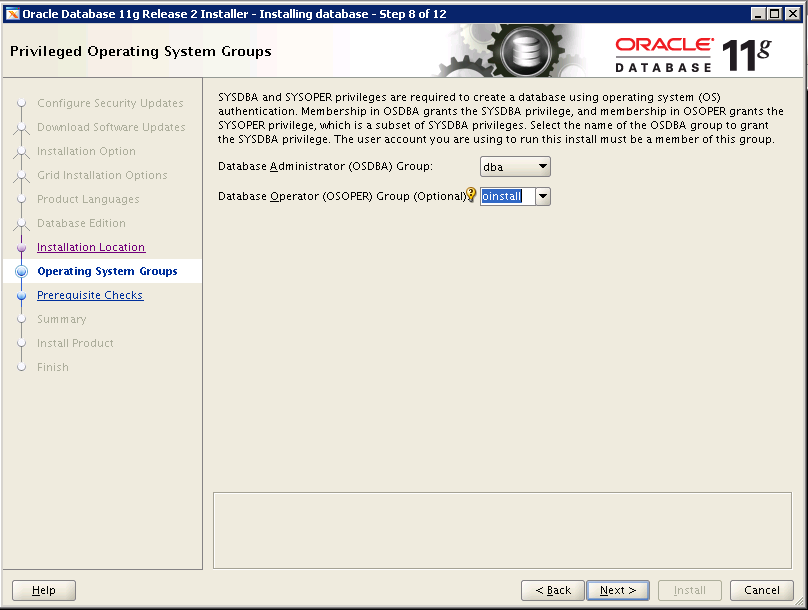 Oracle Database 11g Release 2 Installer - Installing database - Step 8 of 12
Privileged Operating System Groups
ORACLE
DATABASE
11g
Configure Security Updates
Download Software Updates
Installation Option
Grid Installation Options
Product Languages
Database Edition
Installation Location
Operating System Groups
Prerequisite Checks
Summary
Install Product
Finish
SYSDBA and SYSOPER privileges are required to create a database using operating system (OS)
authentication. Membership in OSDBA grants the SYSDBA privilege, and membership in OSOPER grants the
SYSOPER privilege, which is a subset of SYSDBA privileges. Select the name of the OSDBA group to grant
the SYSDBA privilege. The user account you are using to run this install must be a member of this group.
Database Administrator (OSDBA) Group: dba
Database Operator (OSOPER) Group (Optional) oinstall
Help
< Back
Next >
Install
Cancel